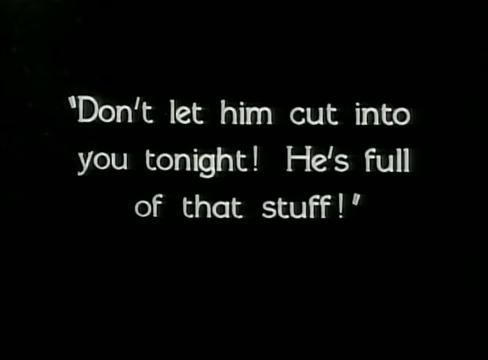 "Don't let him cut into
you tonight! He's full
of that stuff!"